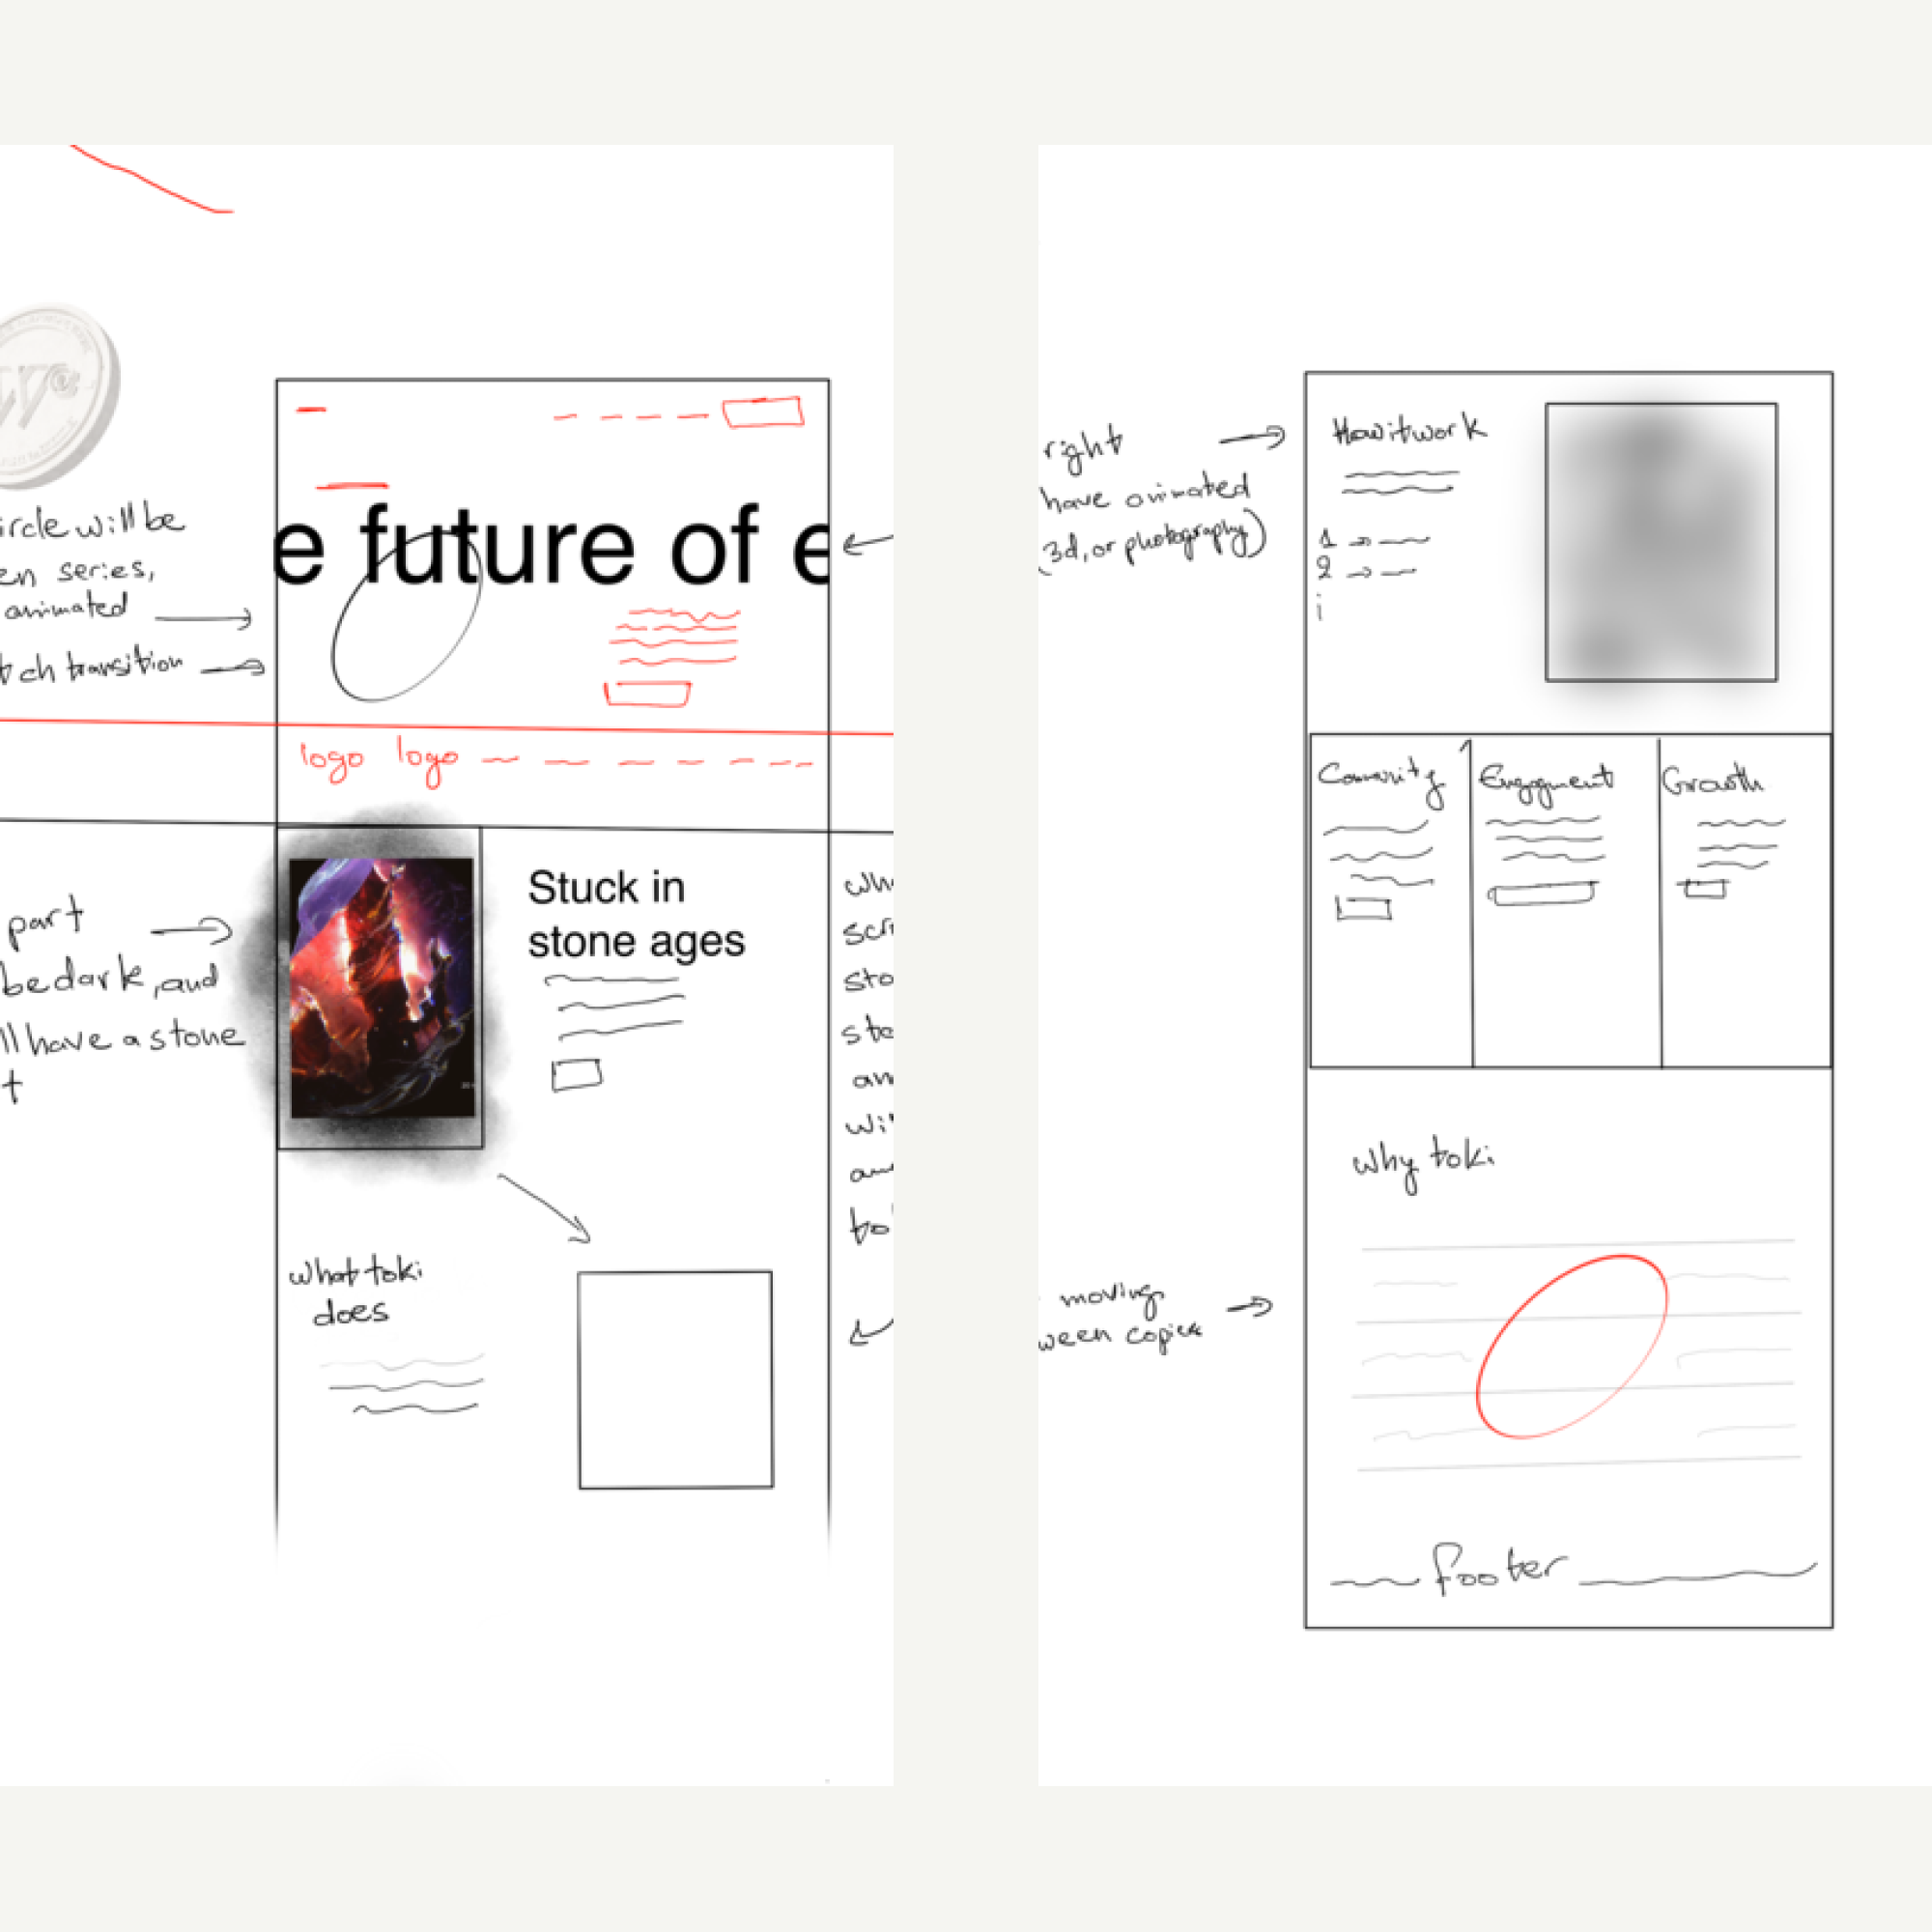 ircle will be
en series,
animated
tch transition
e future of e
logo logo
part
be dark, and
ll have a stone
t
Stuck in
stone ages
wh
scr
sto
sto
an
wi
an
to
what toki
does
right
have animated
(3d, or photography)
How it work
1
2
Community
Engagment
Growth
why toki
moving
ween copies
footer